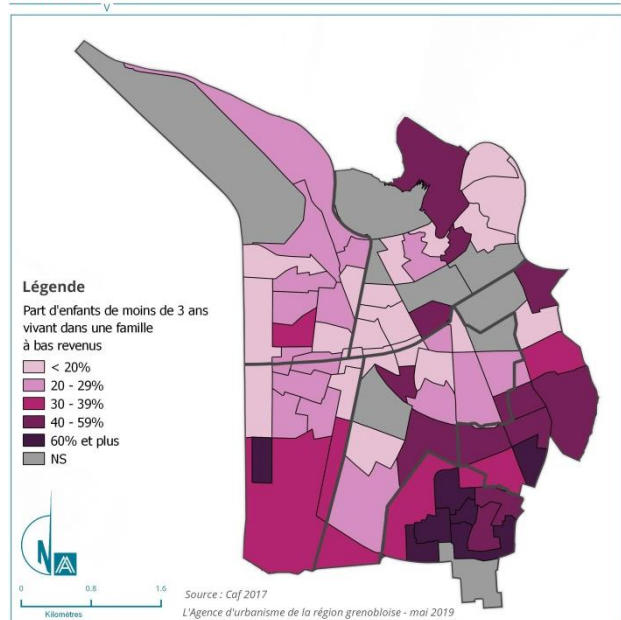 Légende
Part d'enfants de moins de 3 ans
vivant dans une famille
à bas revenus
< 20%
20 - 29%
30 - 39%
40 - 59%
60% et plus
NS
N
0 0.8 1.6
Kilomètres
Source : Caf 2017
L'Agence d'urbanisme de la région grenobloise - mai 2019